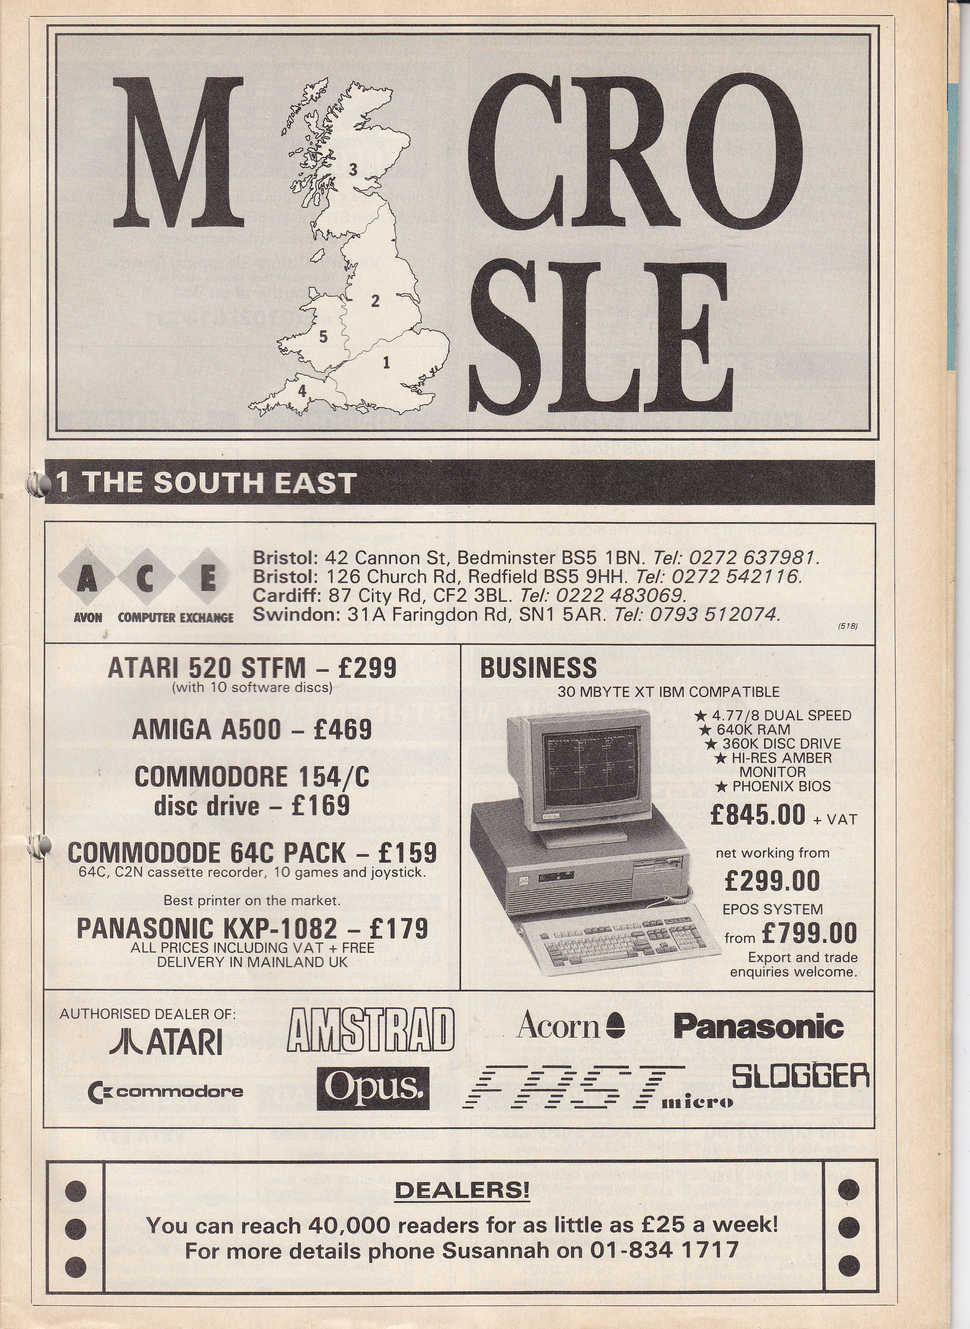 M CRO
SLE
3
2
5
1
4
1 THE SOUTH EAST
A C E
AVON COMPUTER EXCHANGE
Bristol: 42 Cannon St, Bedminster BS5 1BN. Tel: 0272 637981.
Bristol: 126 Church Rd, Redfield BS5 9HH. Tel: 0272 542116.
Cardiff: 87 City Rd, CF2 3BL. Tel: 0222 483069.
Swindon: 31A Faringdon Rd, SN1 5AR. Tel: 0793 512074.
(518)
ATARI 520 STFM – £299
(with 10 software discs)
AMIGA A500 – £469
COMMODORE 154/C
disc drive – £169
COMMODODE 64C PACK – £159
64C, C2N cassette recorder, 10 games and joystick.
Best printer on the market.
PANASONIC KXP-1082 – £179
ALL PRICES INCLUDING VAT + FREE
DELIVERY IN MAINLAND UK
BUSINESS
30 MBYTE XT IBM COMPATIBLE
★ 4.77/8 DUAL SPEED
★ 640K RAM
★ 360K DISC DRIVE
★ HI-RES AMBER
MONITOR
★ PHOENIX BIOS
£845.00 + VAT
net working from
£299.00
EPOS SYSTEM
from £799.00
Export and trade
enquiries welcome.
AUTHORISED DEALER OF:
ATARI
AMSTRAD
Acorn
Panasonic
commodore
Opus.
FAST micro
SLOGGER
DEALERS!
You can reach 40,000 readers for as little as £25 a week!
For more details phone Susannah on 01-834 1717